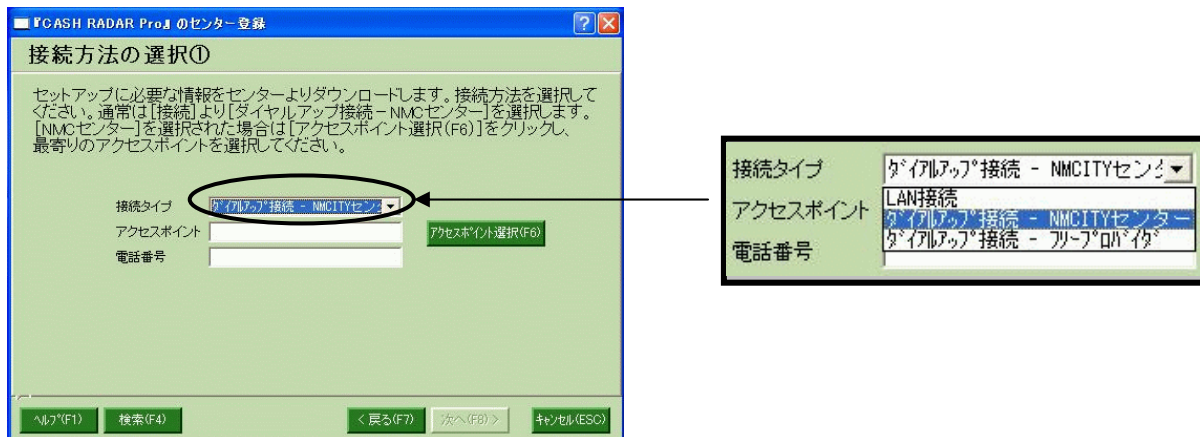 『CASH RADAR Pro』のセンター登録
接続方法の選択①
セットアップに必要な情報をセンターよりダウンロードします。接続方法を選択して
ください。通常は[接続]より[ダイヤルアップ接続－NMCセンター]を選択します。
[NMCセンター]を選択された場合は[アクセスポイント選択(F6)]をクリックし、
最寄りのアクセスポイントを選択してください。
接続タイプ ﾀﾞｲｱﾙｱｯﾌﾟ接続 - NMCITYセンタ
アクセスポイント ｱｸｾｽﾎﾟｲﾝﾄ選択(F6)
電話番号
ﾍﾙﾌﾟ(F1) 検索(F4) < 戻る(F7) 次へ(F8) > ｷｬﾝｾﾙ(ESC)
接続タイプ ﾀﾞｲｱﾙｱｯﾌﾟ接続 - NMCITYセンタ
LAN接続
アクセスポイント ﾀﾞｲｱﾙｱｯﾌﾟ接続 - NMCITYセンター
ﾀﾞｲｱﾙｱｯﾌﾟ接続 - ﾌﾘｰﾌﾟﾛﾊﾞｲﾀﾞ
電話番号